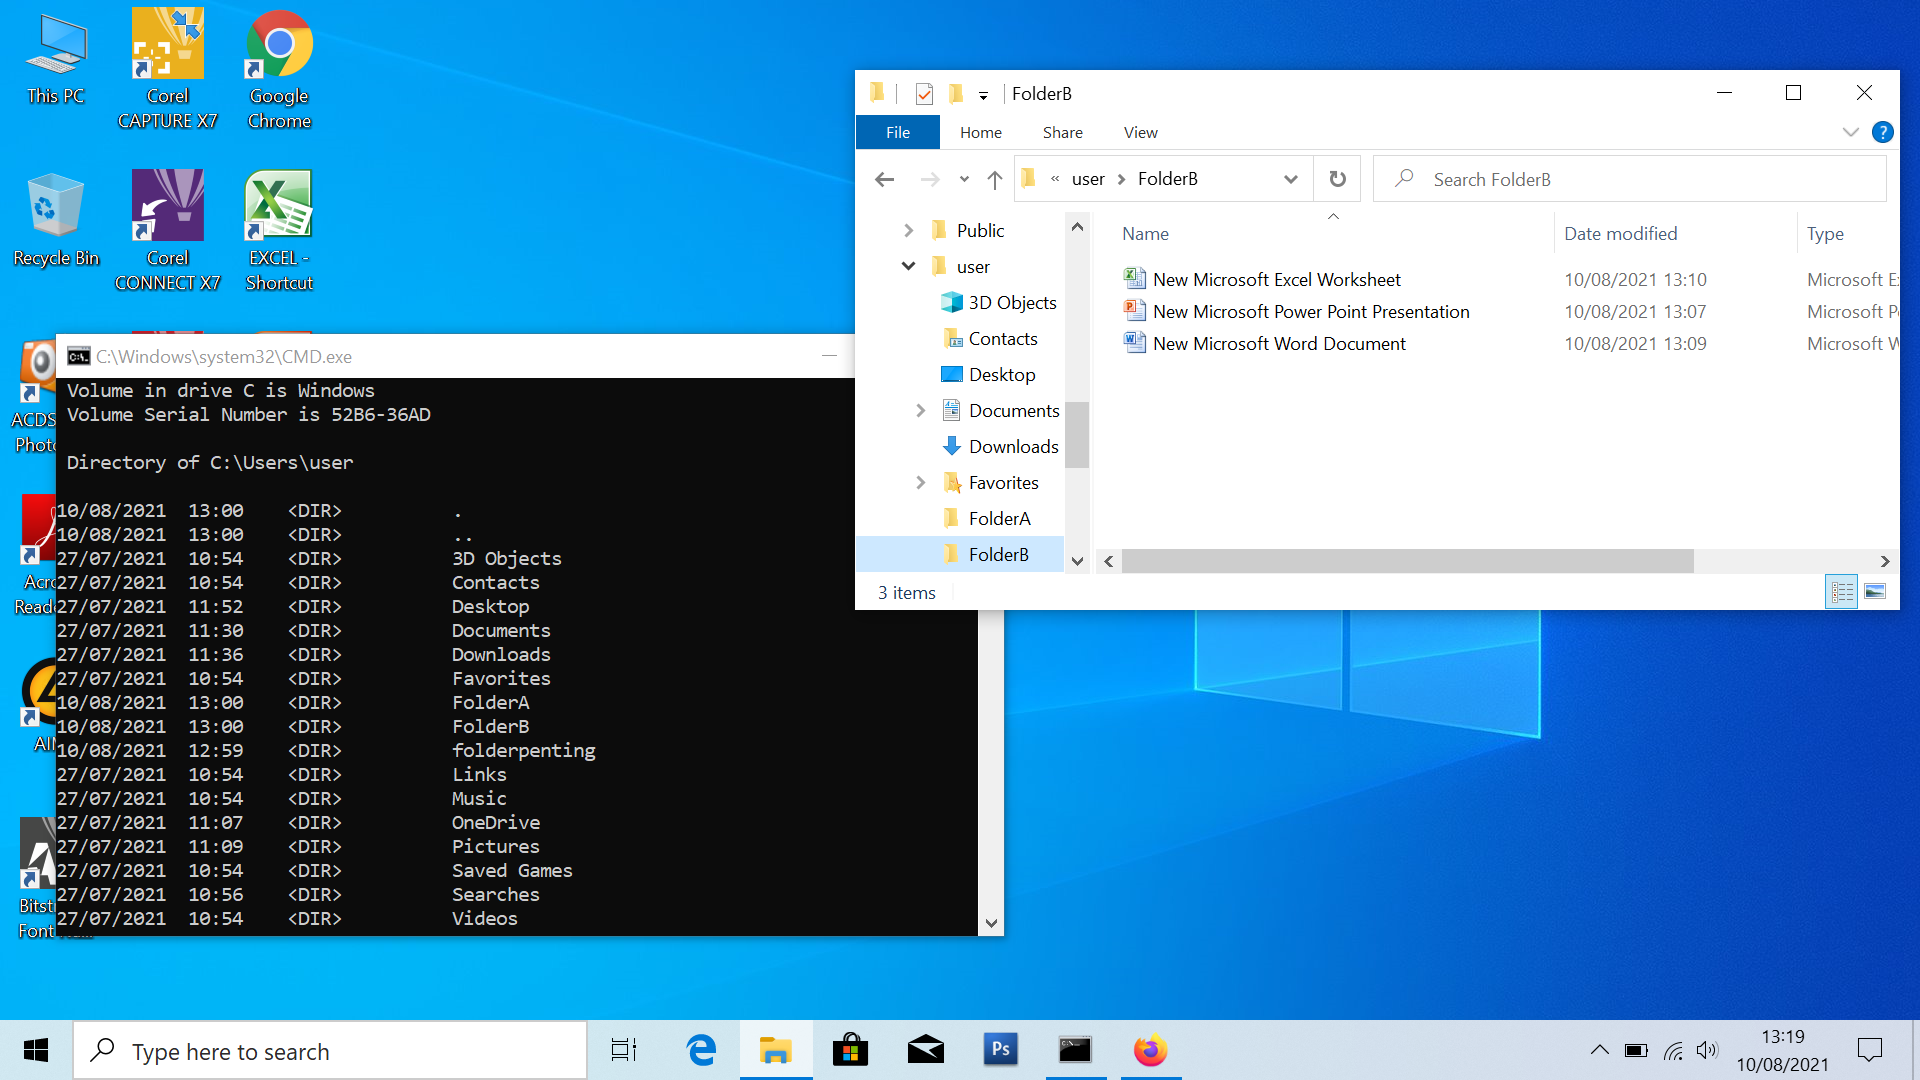 This PC
Corel
CAPTURE X7
Google
Chrome
Recycle Bin
Corel
CONNECT X7
EXCEL -
Shortcut
C:\Windows\system32\CMD.exe
Volume in drive C is Windows
Volume Serial Number is 52B6-36AD
Directory of C:\Users\user
10/08/2021 13:00 <DIR> .
10/08/2021 13:00 <DIR> ..
27/07/2021 10:54 <DIR> 3D Objects
27/07/2021 10:54 <DIR> Contacts
27/07/2021 11:52 <DIR> Desktop
27/07/2021 11:30 <DIR> Documents
27/07/2021 11:36 <DIR> Downloads
27/07/2021 10:54 <DIR> Favorites
10/08/2021 13:00 <DIR> FolderA
10/08/2021 13:00 <DIR> FolderB
10/08/2021 12:59 <DIR> folderpenting
27/07/2021 10:54 <DIR> Links
27/07/2021 10:54 <DIR> Music
27/07/2021 11:07 <DIR> OneDrive
27/07/2021 11:09 <DIR> Pictures
27/07/2021 10:54 <DIR> Saved Games
27/07/2021 10:56 <DIR> Searches
27/07/2021 10:54 <DIR> Videos
FolderB
File Home Share View
« user > FolderB
Search FolderB
Public
user
3D Objects
Contacts
Desktop
Documents
Downloads
Favorites
FolderA
FolderB
Name Date modified Type
New Microsoft Excel Worksheet 10/08/2021 13:10 Microsoft E
New Microsoft Power Point Presentation 10/08/2021 13:07 Microsoft P
New Microsoft Word Document 10/08/2021 13:09 Microsoft W
3 items
ACDS
Photo
Acro
Read
AI
Bitst
Font
Type here to search
Ps
13:19
10/08/2021